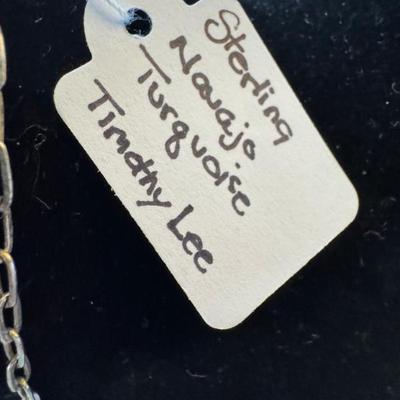 Sterling
Navajo
Turquoise
Timothy Lee